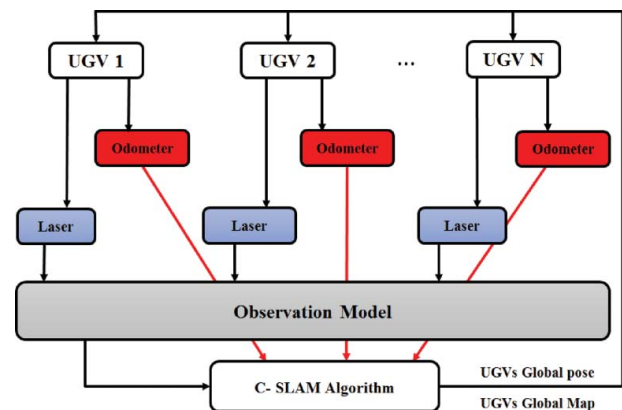 UGV 1
UGV 2
...
UGV N
Odometer
Odometer
Odometer
Laser
Laser
Laser
Observation Model
C- SLAM Algorithm
UGVs Global pose
UGVs Global Map